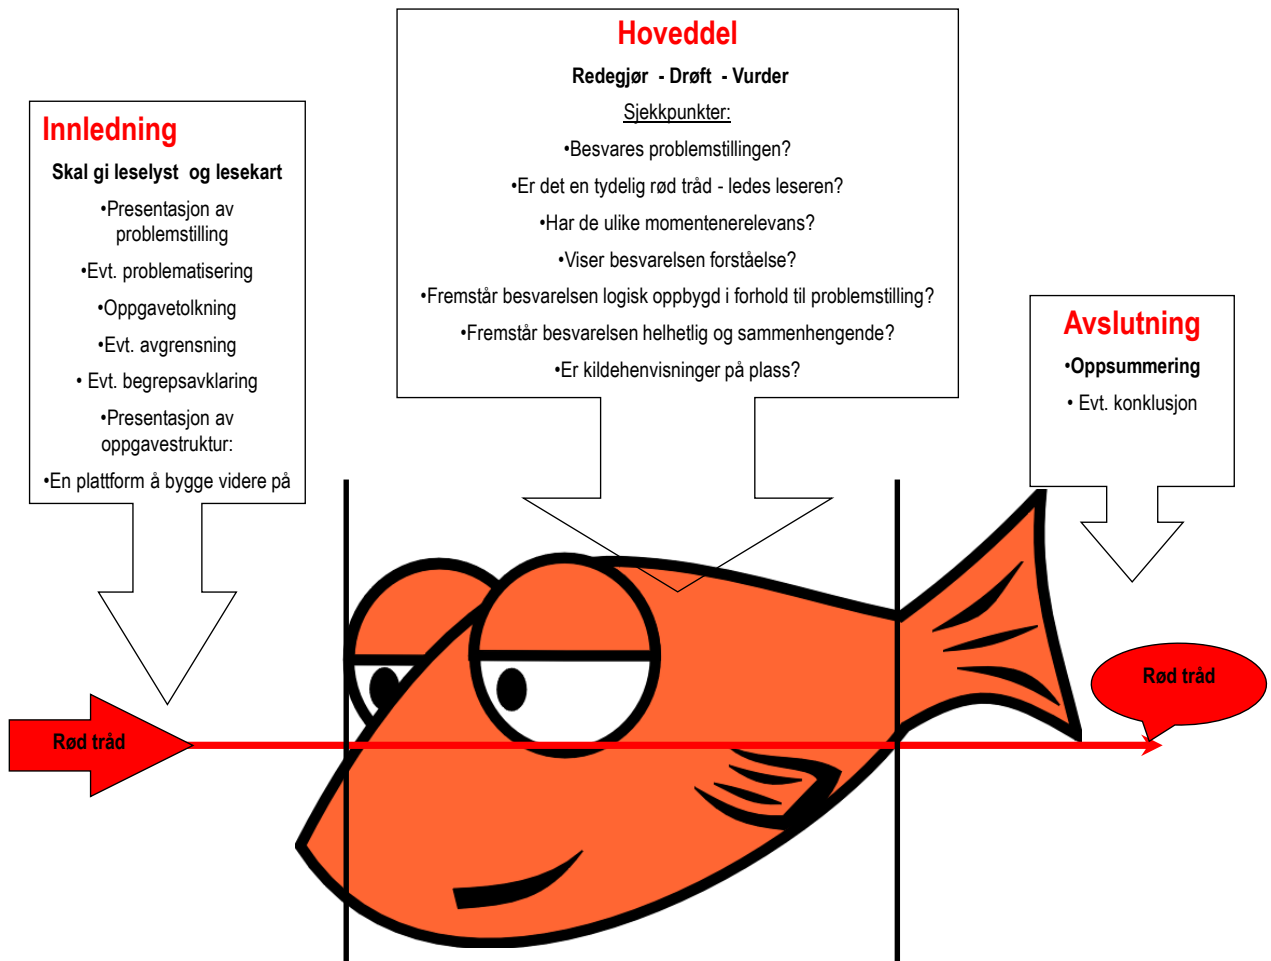 Innledning
Skal gi leselyst og lesekart
•Presentasjon av
problemstilling
•Evt. problematisering
•Oppgavetolkning
•Evt. avgrensning
• Evt. begrepsavklaring
•Presentasjon av
oppgavestruktur:
•En plattform å bygge videre på
Hoveddel
Redegjør - Drøft - Vurder
Sjekkpunkter:
•Besvares problemstillingen?
•Er det en tydelig rød tråd - ledes leseren?
•Har de ulike momentenerelevans?
•Viser besvarelsen forståelse?
•Fremstår besvarelsen logisk oppbygd i forhold til problemstilling?
•Fremstår besvarelsen helhetlig og sammenhengende?
•Er kildehenvisninger på plass?
Avslutning
•Oppsummering
• Evt. konklusjon
Rød tråd
Rød tråd